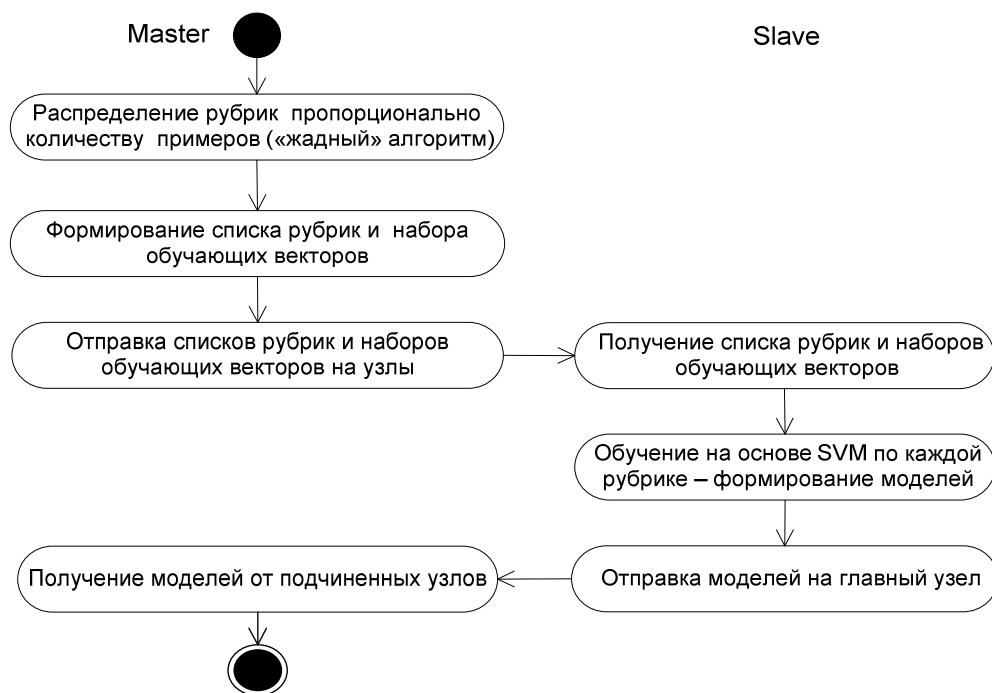 Master
Slave
Распределение рубрик пропорционально
количеству примеров («жадный» алгоритм)
Формирование списка рубрик и набора
обучающих векторов
Отправка списков рубрик и наборов
обучающих векторов на узлы
Получение списка рубрик и наборов
обучающих векторов
Обучение на основе SVM по каждой
рубрике – формирование моделей
Отправка моделей на главный узел
Получение моделей от подчиненных узлов